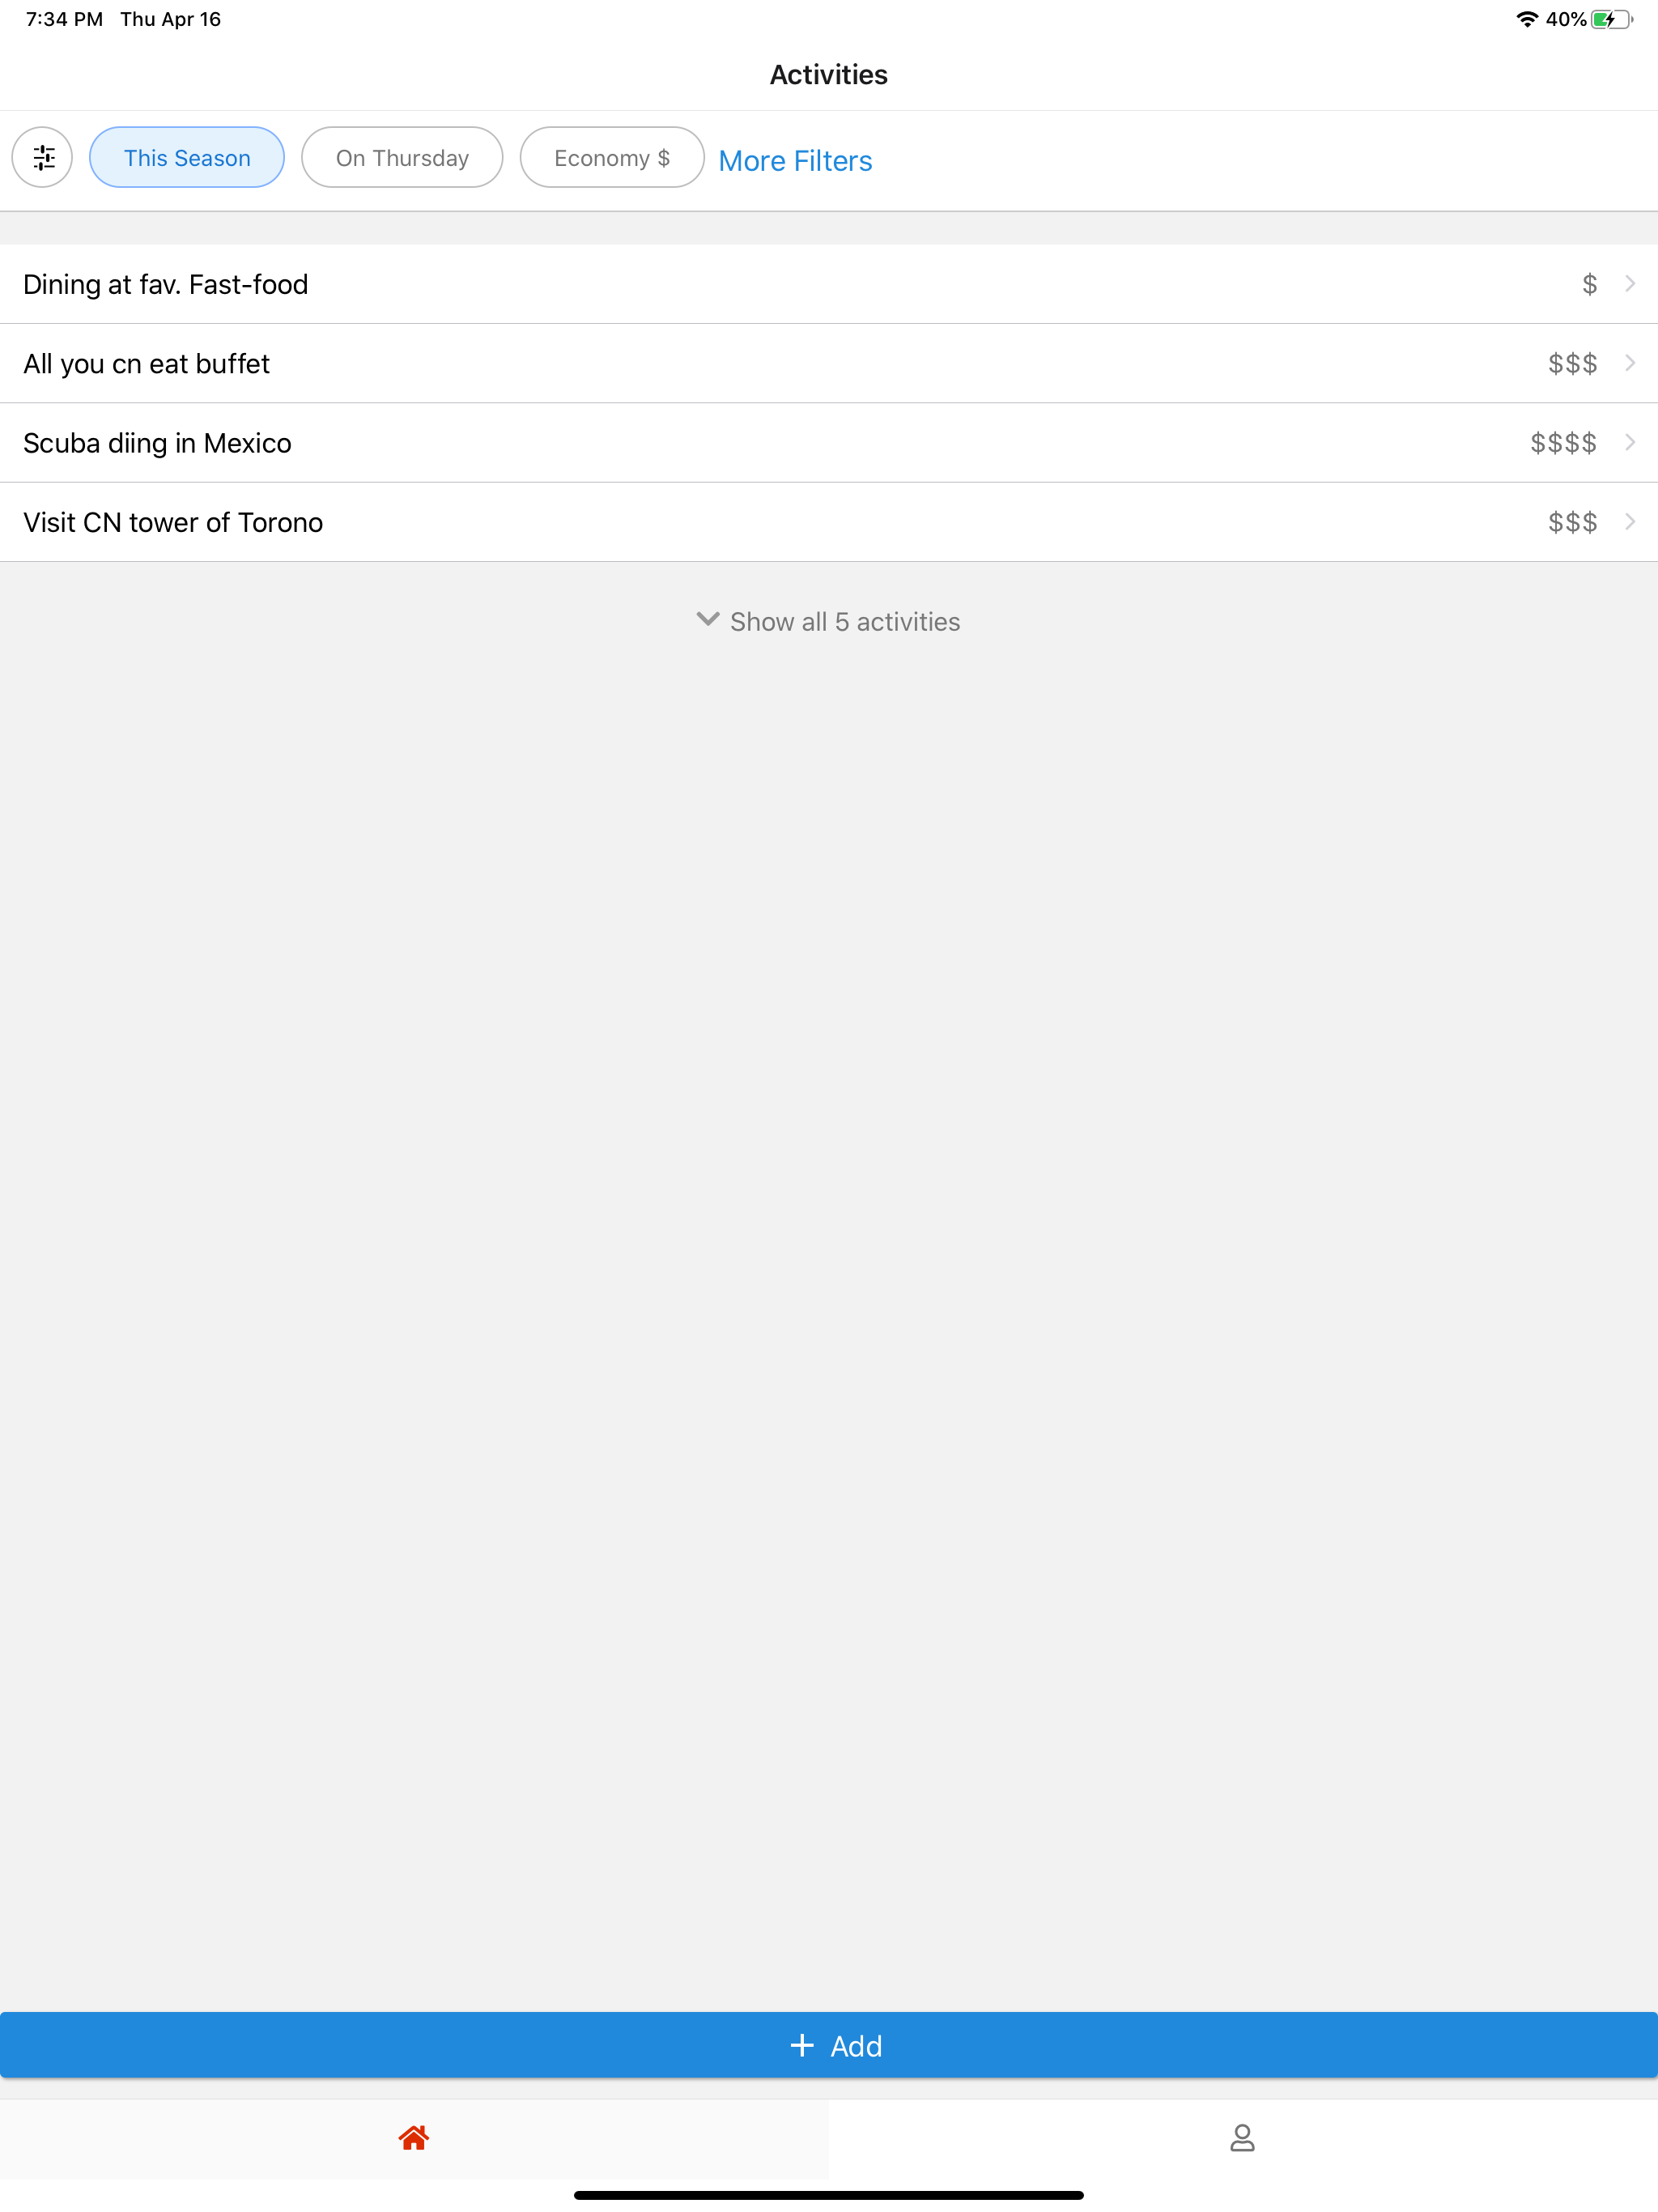 7:34 PM Thu Apr 16 40%
Activities
This Season On Thursday Economy $ More Filters
Dining at fav. Fast-food $
All you cn eat buffet $$$
Scuba diing in Mexico $$$$
Visit CN tower of Torono $$$
Show all 5 activities
+ Add